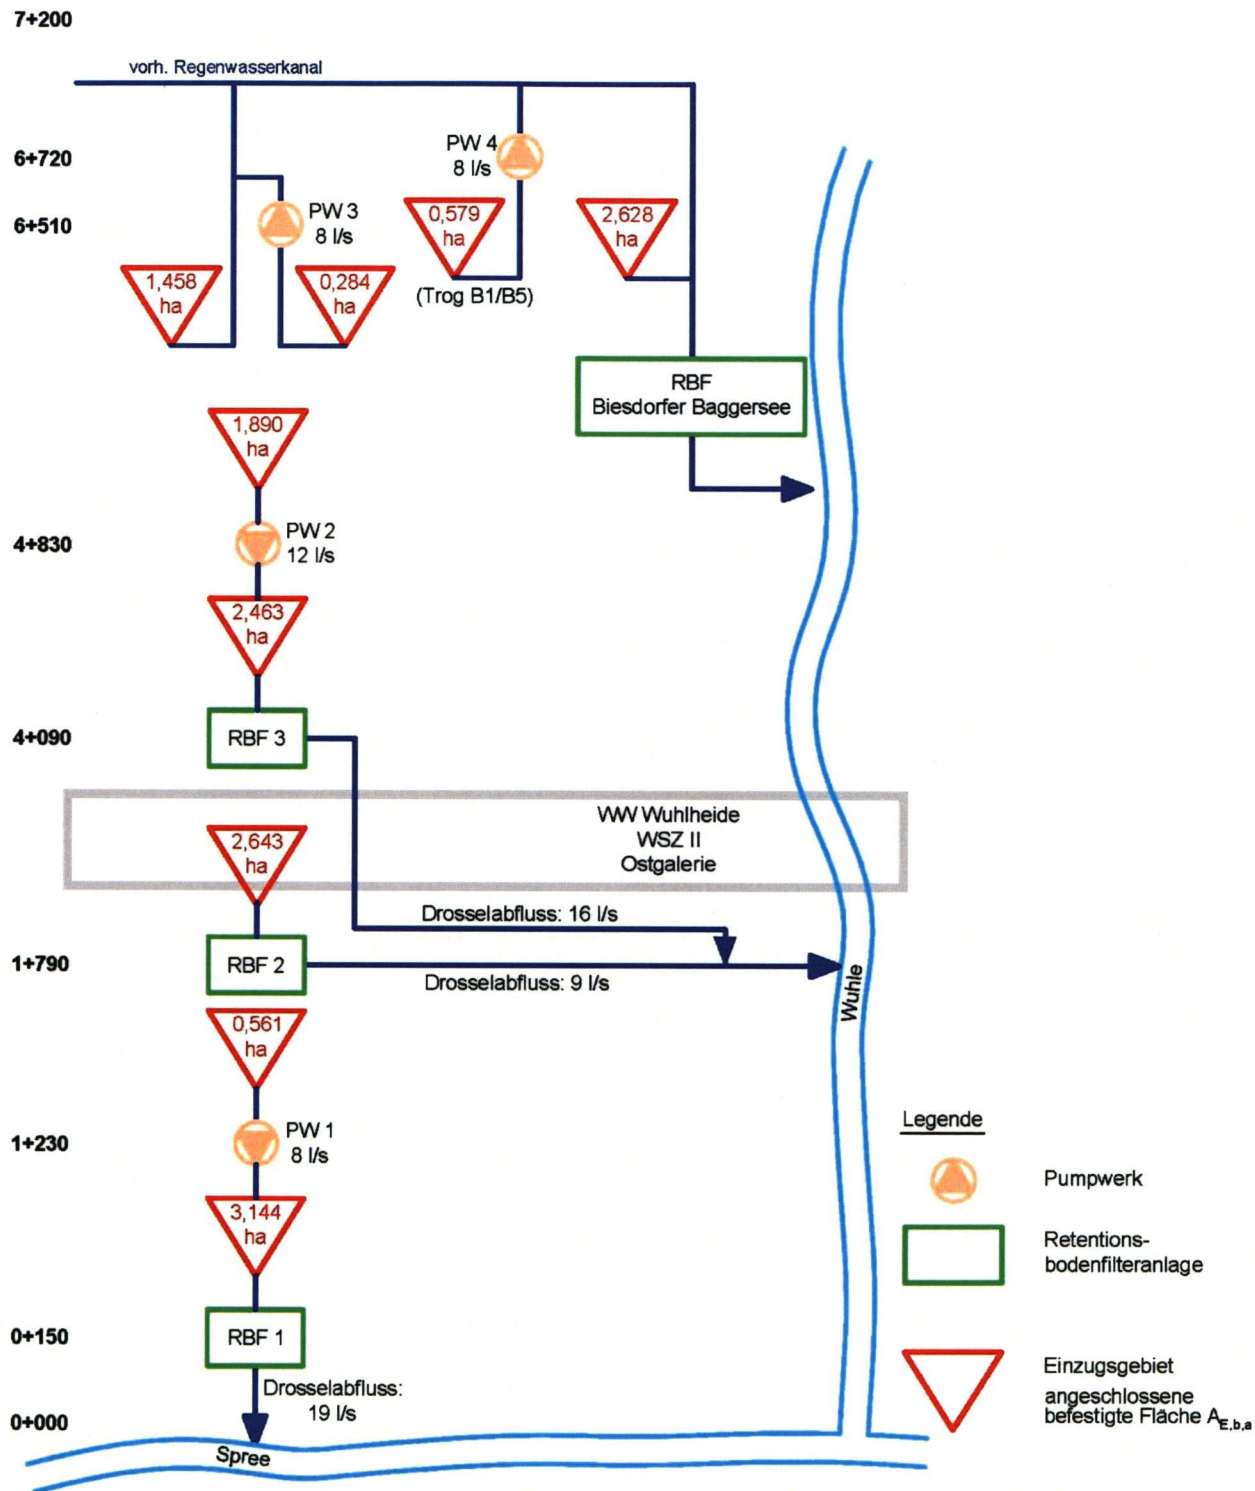 7+200
vorh. Regenwasserkanal
6+720
PW 4
8 l/s
6+510
PW 3
8 l/s
0,579
ha
2,628
ha
1,458
ha
0,284
ha
(Trog B1/B5)
RBF
Biesdorfer Baggersee
1,890
ha
4+830
PW 2
12 l/s
2,463
ha
4+090
RBF 3
WW Wuhlheide
WSZ II
Ostgalerie
2,643
ha
Drosselabfluss: 16 l/s
1+790
RBF 2
Drosselabfluss: 9 l/s
Wuhle
0,561
ha
1+230
PW 1
8 l/s
3,144
ha
0+150
RBF 1
Drosselabfluss:
19 l/s
0+000
Spree
Legende
Pumpwerk
Retentions-
bodenfilteranlage
Einzugsgebiet
angeschlossene
befestigte Fläche A E,b,a